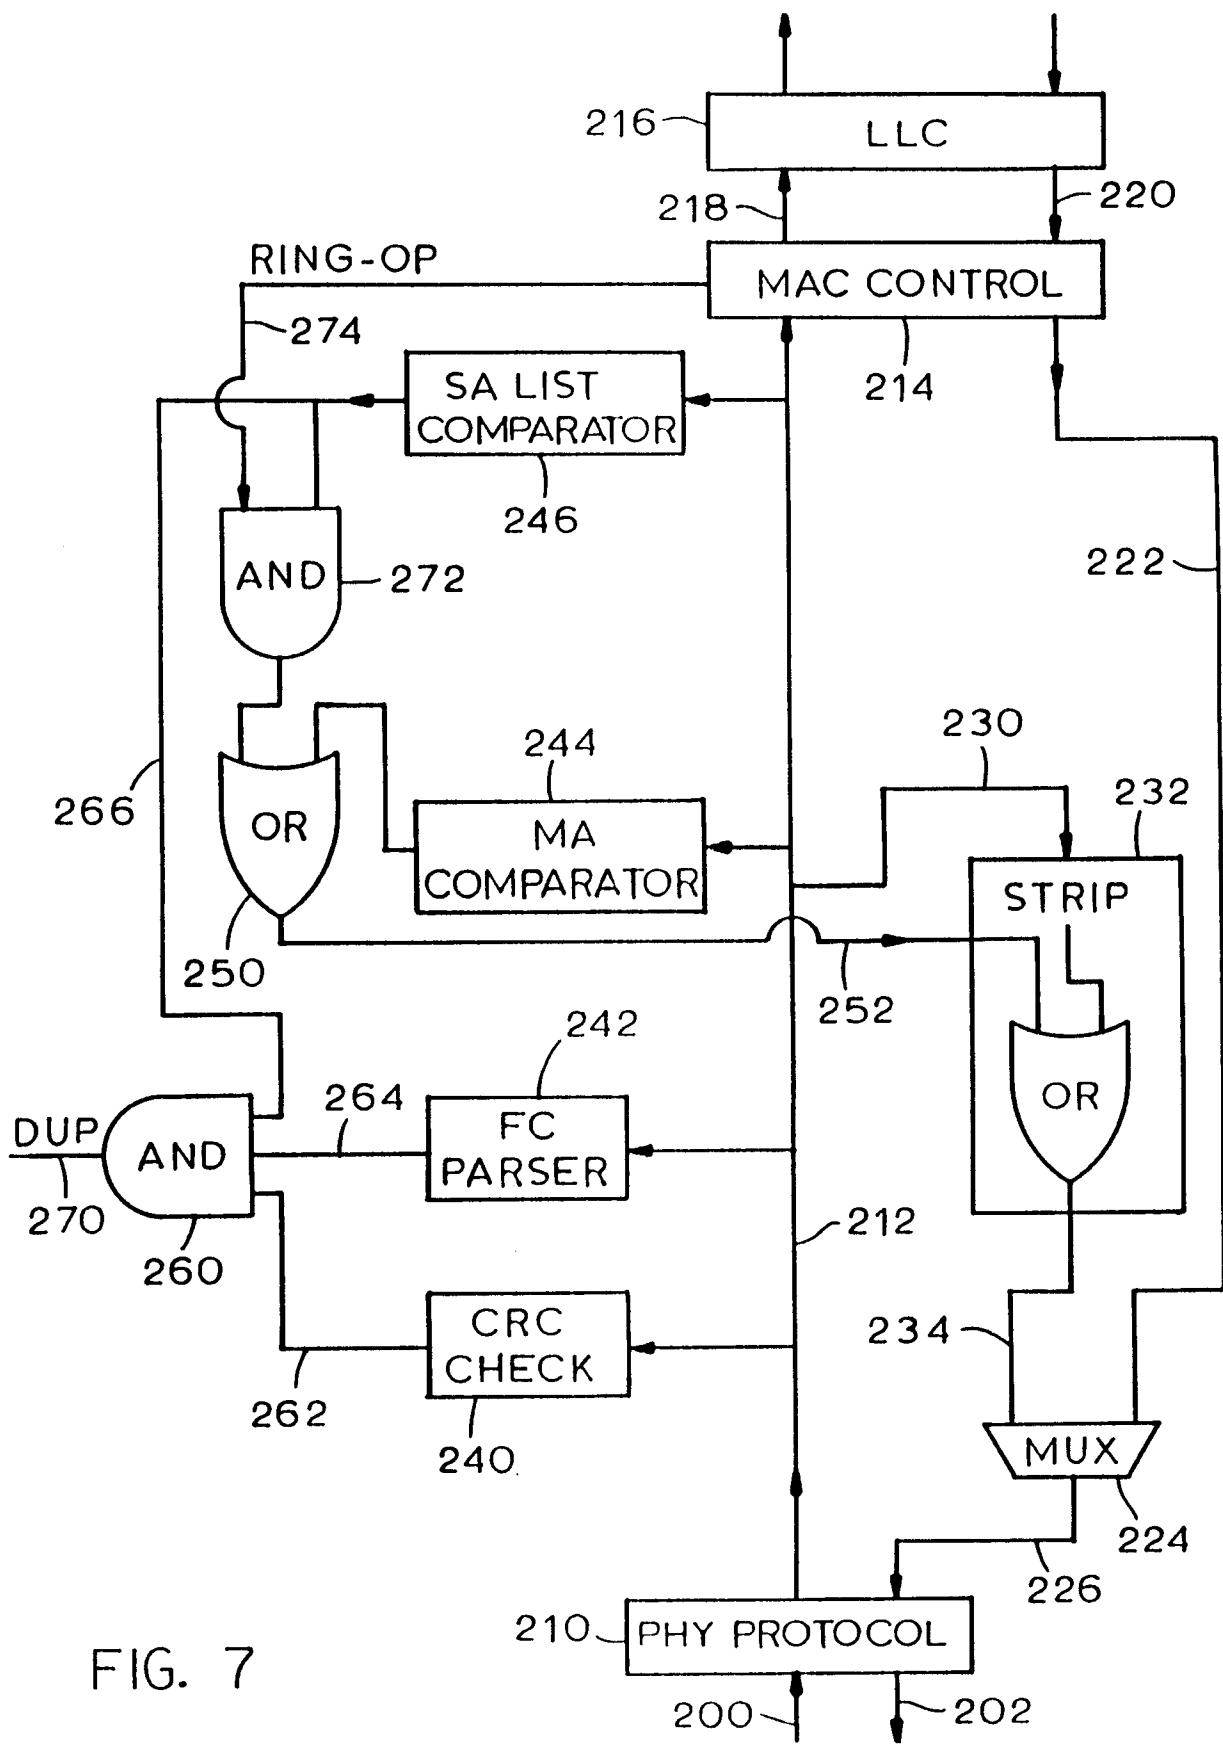 216
LLC
218
220
RING-OP
MAC CONTROL
274
214
SA LIST
COMPARATOR
246
222
AND
272
230
244
232
266
OR
MA
COMPARATOR
STRIP
250
252
242
264
DUP
AND
FC
PARSER
OR
270
212
260
CRC
CHECK
234
262
240
MUX
224
226
210
PHY PROTOCOL
FIG. 7
200
202